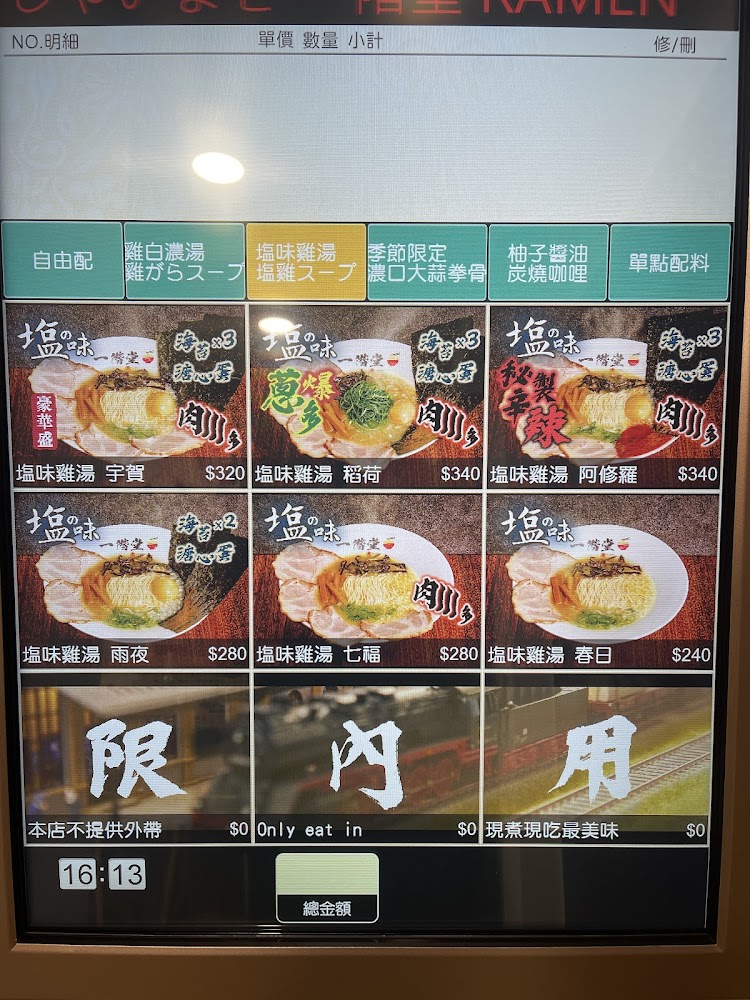 RAMEN
NO.明細 單價 數量 小計 修/刪
自由配
雞白濃湯
雞がらスープ
塩味雞湯
塩雞スープ
季節限定
濃口大蒜拳骨
柚子醬油
炭燒咖哩
單點配料
塩の味
一階堂
海苔x3
溏心蛋
豪華盛
肉川多
塩味雞湯 宇賀 $320
塩の味
一階堂
海苔x3
溏心蛋
蔥爆多
肉川多
塩味雞湯 稻荷 $340
塩の味
一階堂
海苔x3
溏心蛋
秘製辛辣
肉川多
塩味雞湯 阿修羅 $340
塩の味
一階堂
海苔x2
溏心蛋
塩味雞湯 雨夜 $280
塩の味
一階堂
肉川多
塩味雞湯 七福 $280
塩の味
一階堂
塩味雞湯 春日 $240
限
本店不提供外帶 $0
內
Only eat in $0
用
現煮現吃最美味 $0
16:13
總金額